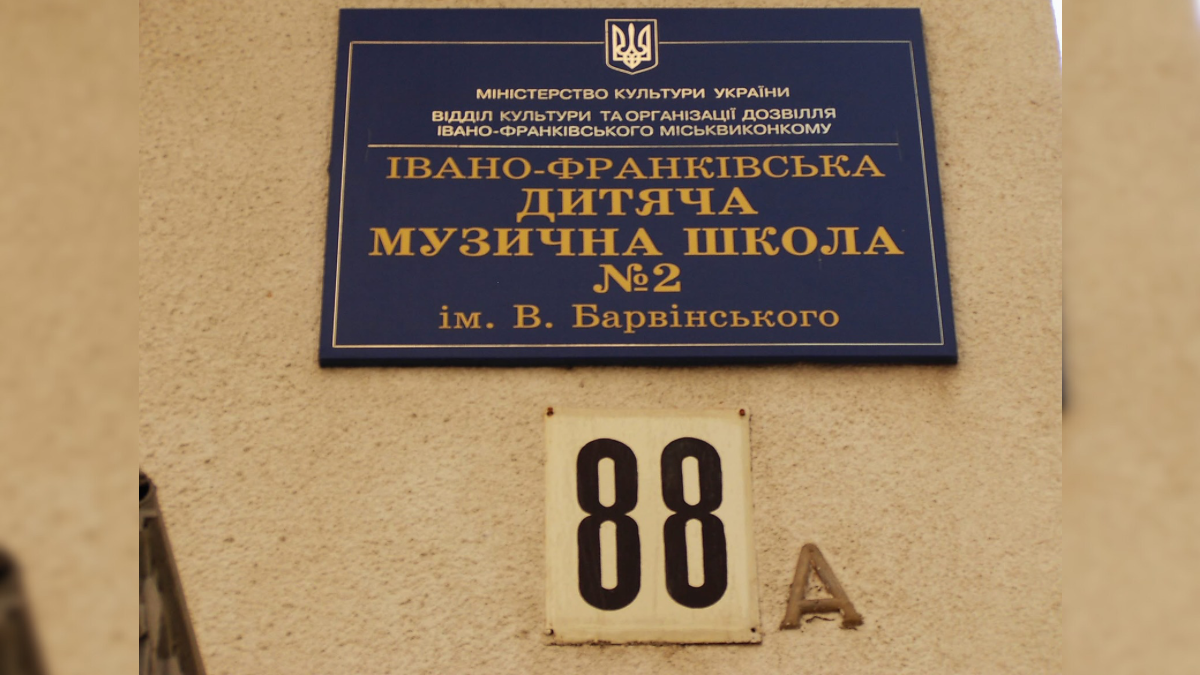 МІНІСТЕРСТВО КУЛЬТУРИ УКРАЇНИ
ВІДДІЛ КУЛЬТУРИ ТА ОРГАНІЗАЦІЇ ДОЗВІЛЛЯ
ІВАНО-ФРАНКІВСЬКОГО МІСЬКВИКОНКОМУ
ІВАНО-ФРАНКІВСЬКА
ДИТЯЧА
МУЗИЧНА ШКОЛА
№2
ім. В. Барвінського
88 А